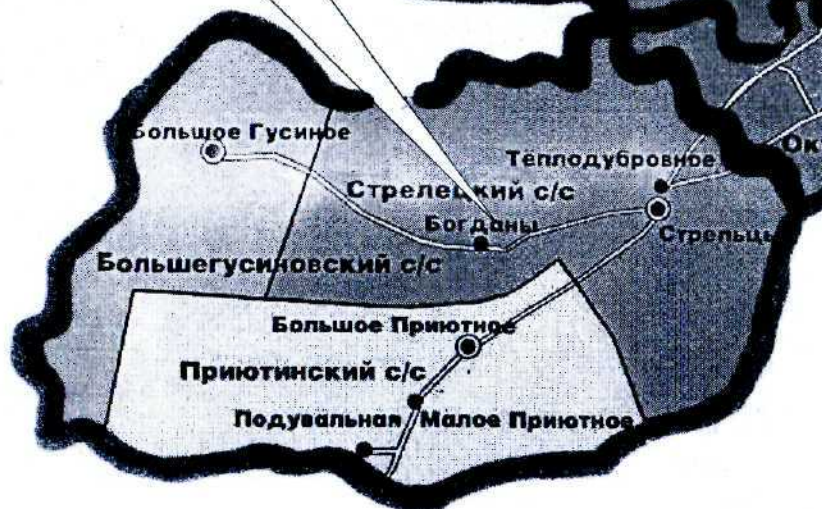 Большое Гусиное
Теплодубровное
Стрелецкий с/с
Богданы
Стрельцы
Большегусиновский с/с
Большое Приютное
Приютинский с/с
Подувальная
Малое Приютное